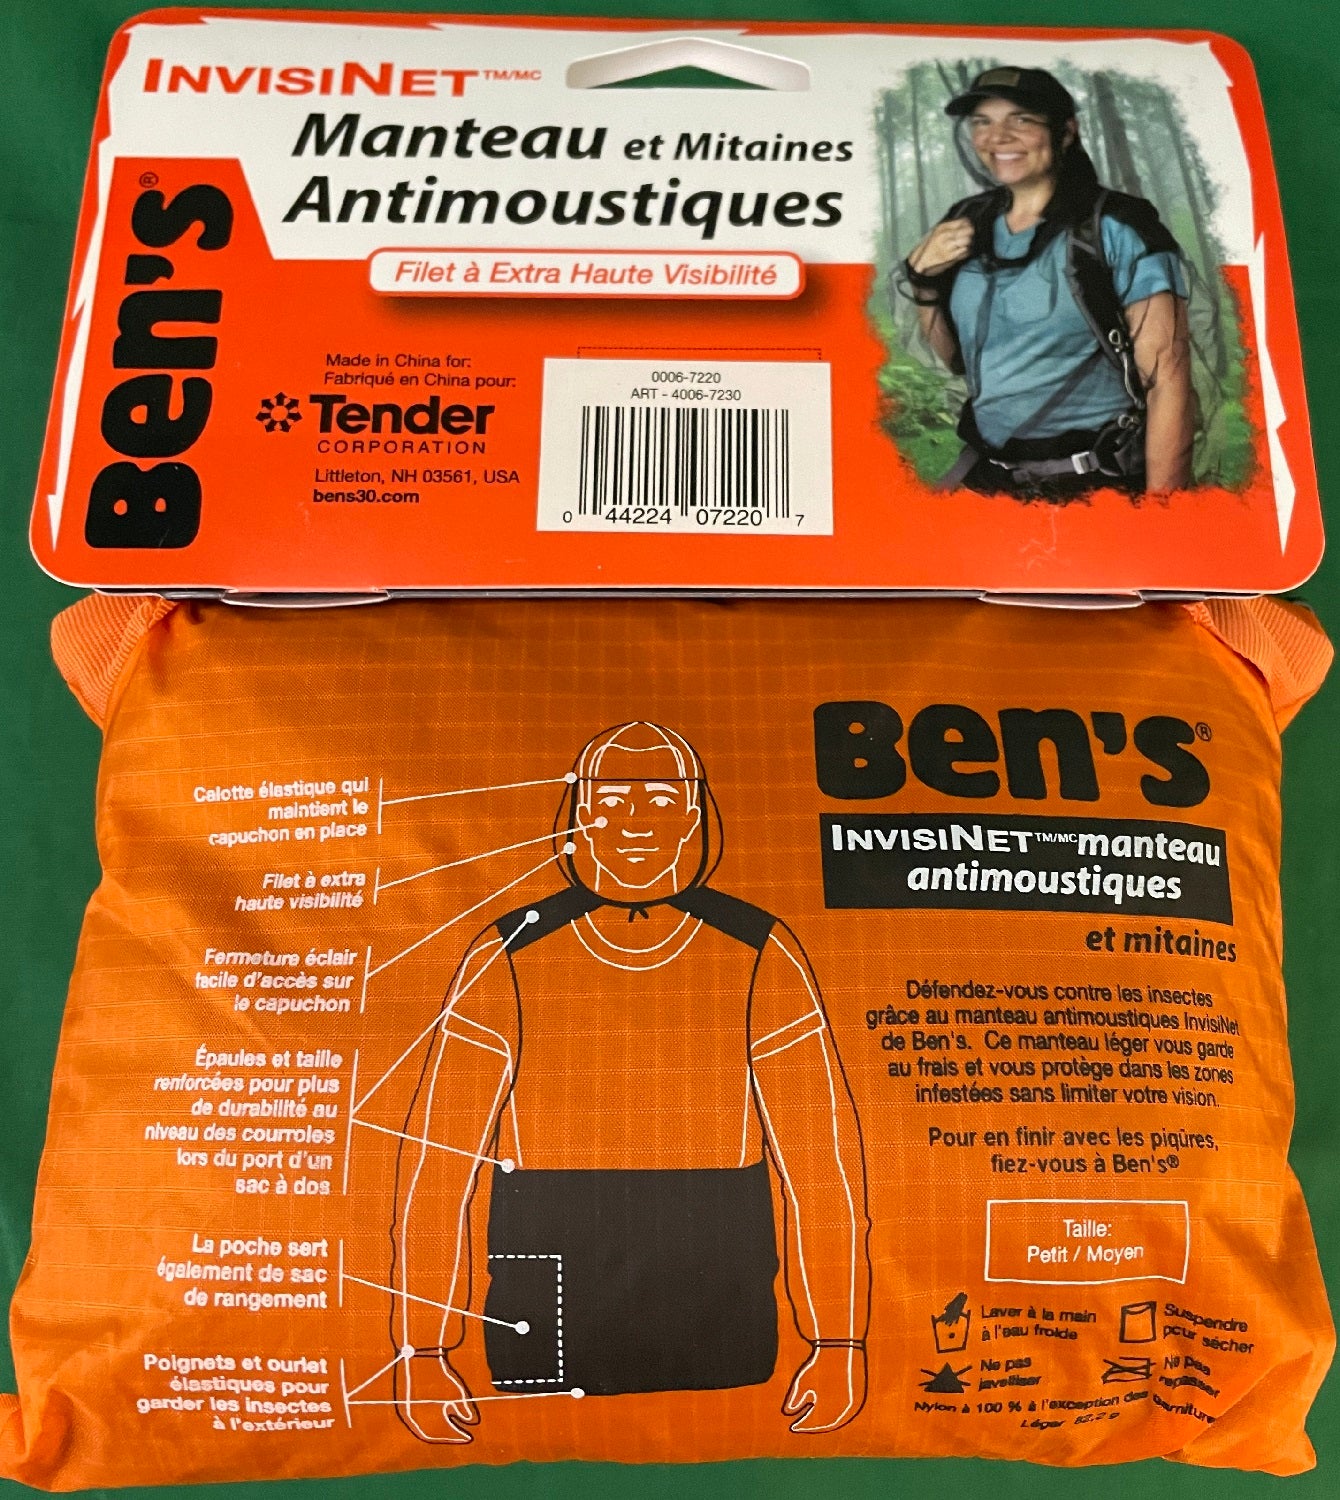 INVISINET™/MC
Manteau et Mitaines
Antimoustiques
Filet à Extra Haute Visibilité
Ben's®
Made in China for:
Fabriqué en China pour:
Tender
CORPORATION
Littleton, NH 03561, USA
bens30.com
0006-7220
ART - 4006-7230
0 44224 07220 7
Calotte élastique qui
maintient le
capuchon en place
Filet à extra
haute visibilité
Fermeture éclair
facile d'accès sur
le capuchon
Épaules et taille
renforcées pour plus
de durabilité au
niveau des courroies
lors du port d'un
sac à dos
La poche sert
également de sac
de rangement
Poignets et ourlet
élastiques pour
garder les insectes
à l'extérieur
Ben's®
INVISINET™/MC manteau
antimoustiques
et mitaines
Défendez-vous contre les insectes
grâce au manteau antimoustiques InvisiNet
de Ben's. Ce manteau léger vous garde
au frais et vous protège dans les zones
infestées sans limiter votre vision.
Pour en finir avec les piqûres,
fiez-vous à Ben's®
Taille:
Petit / Moyen
Laver à la main
à l'eau froide
Suspendre
pour sécher
Ne pas
javelliser
Ne pas
repasser
Nylon à 100 % à l'exception des garniture
Léger